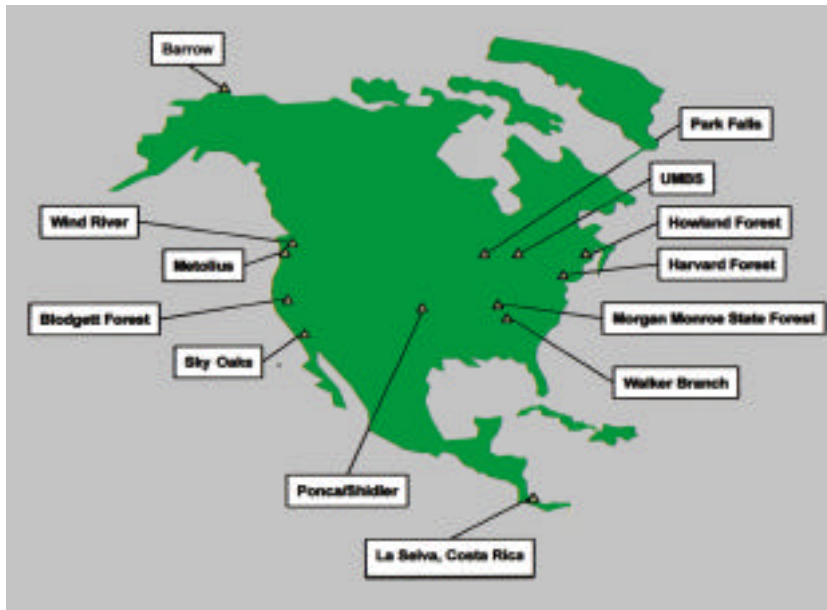 Barrow
Park Falls
UMBS
Wind River
Howland Forest
Metolius
Harvard Forest
Blodgett Forest
Morgan Monroe State Forest
Sky Oaks
Walker Branch
Ponca/Shidler
La Selva, Costa Rica